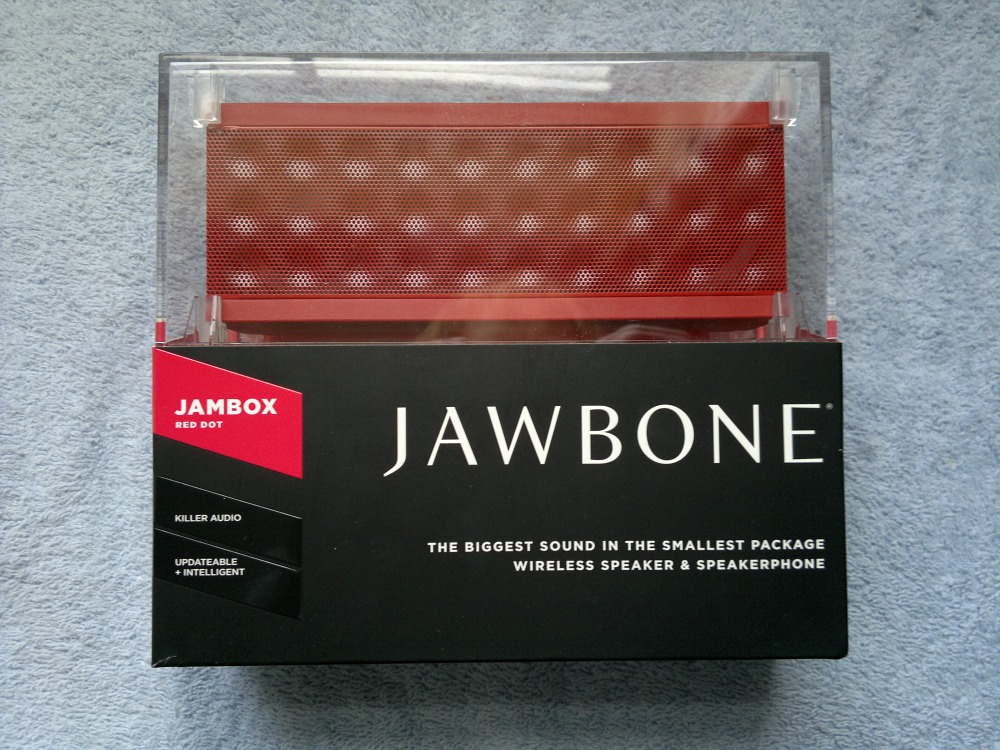 JAMBOX
RED DOT
JAWBONE®
KILLER AUDIO
UPDATEABLE
+ INTELLIGENT
THE BIGGEST SOUND IN THE SMALLEST PACKAGE
WIRELESS SPEAKER & SPEAKERPHONE